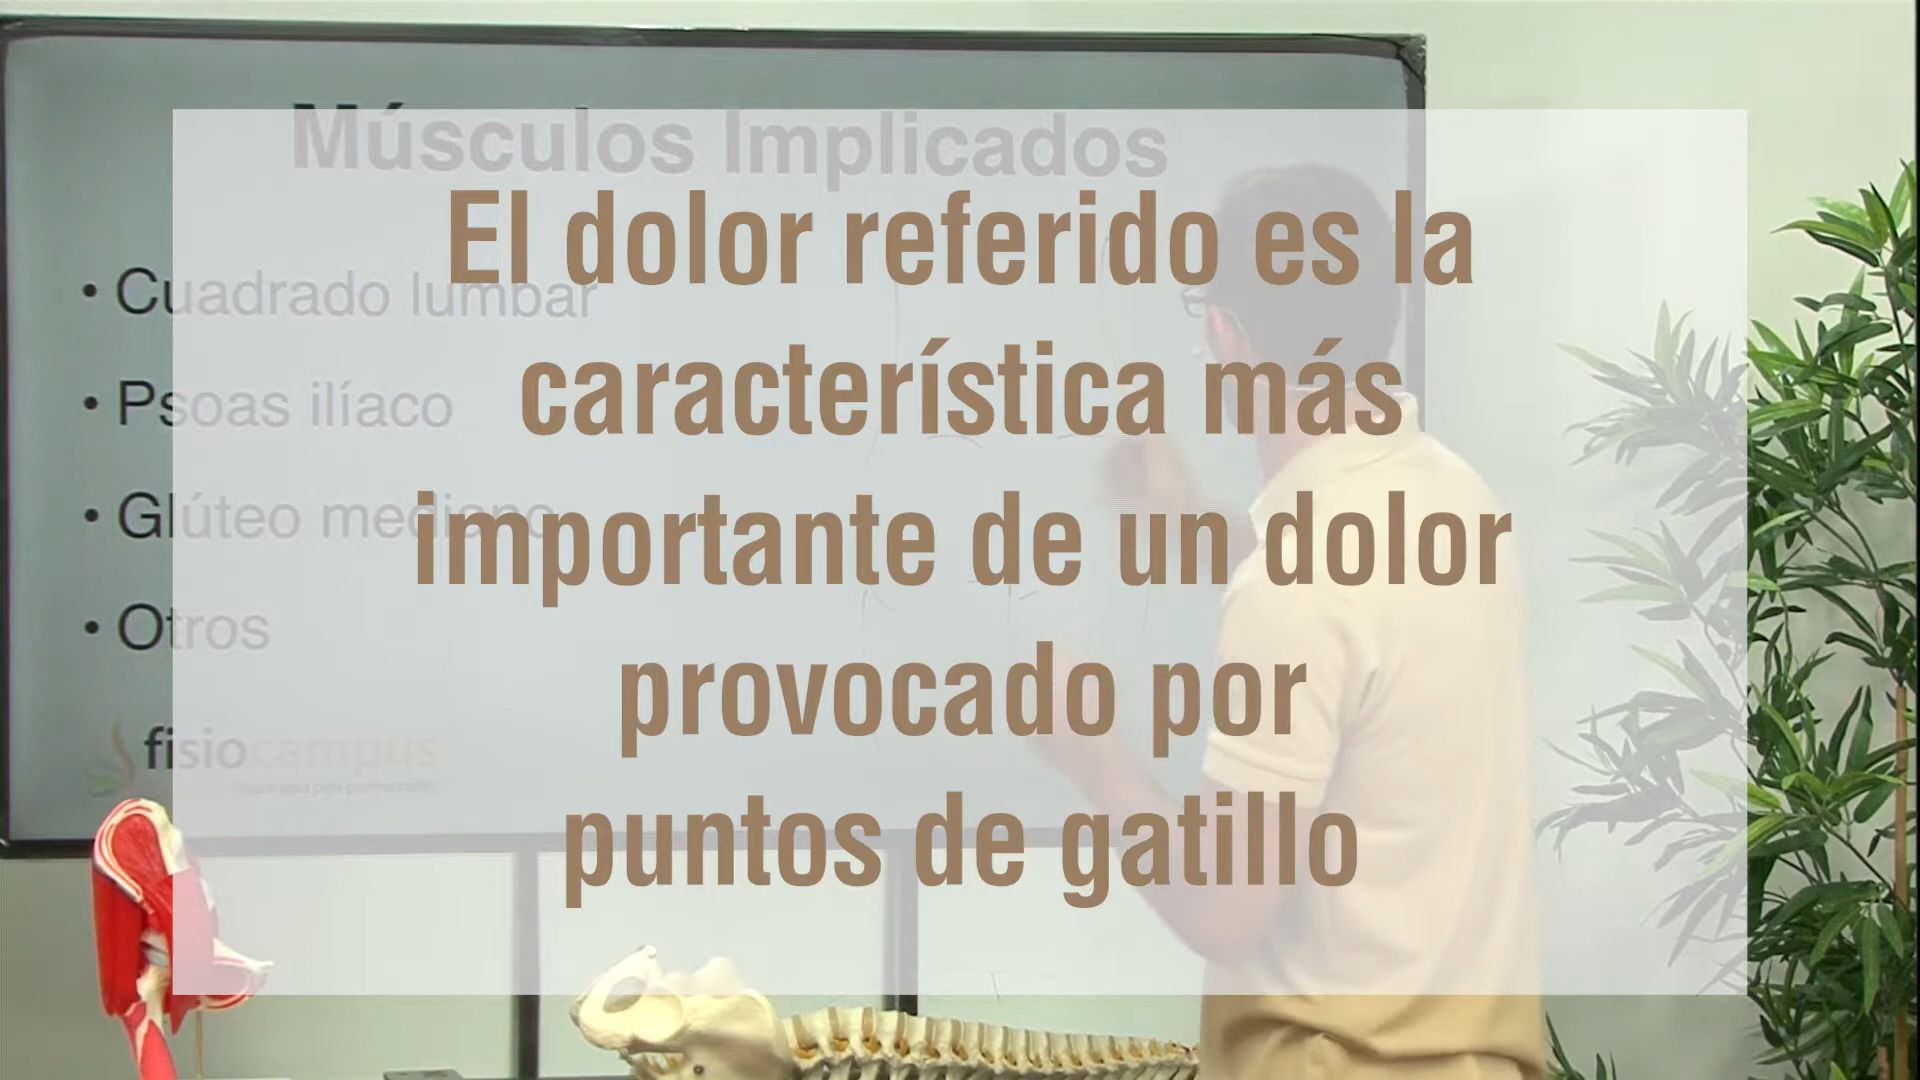 Músculos Implicados
El dolor referido es la
característica más
importante de un dolor
provocado por
puntos de gatillo
• Cuadrado lumbar
• Psoas ilíaco
• Glúteo mediano
• Otros
fisiocampus